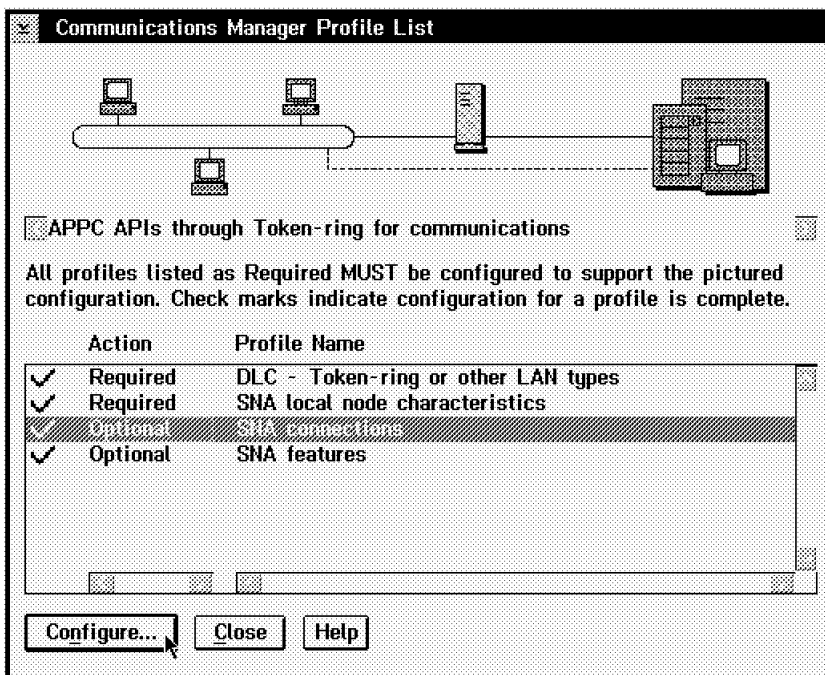 Communications Manager Profile List
APPC APIs through Token-ring for communications
All profiles listed as Required MUST be configured to support the pictured
configuration. Check marks indicate configuration for a profile is complete.
Action Profile Name
Required DLC - Token-ring or other LAN types
Required SNA local node characteristics
Optional SNA connections
Optional SNA features
Configure... Close Help